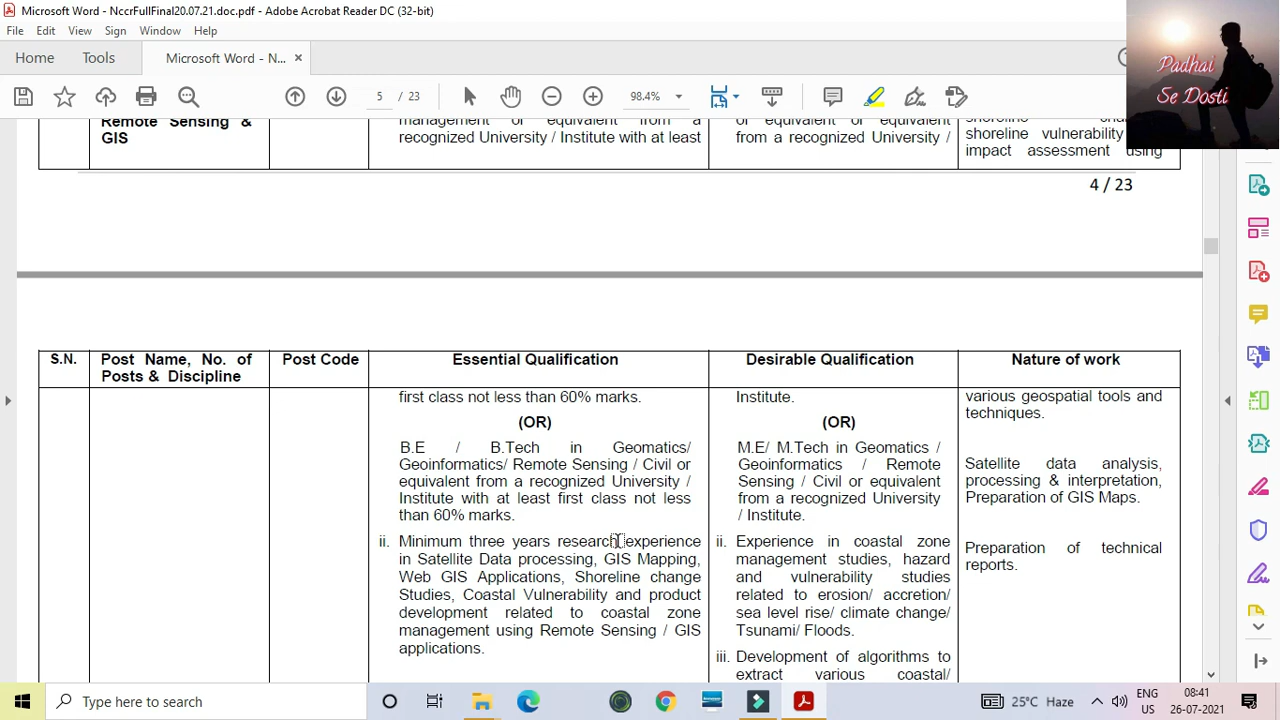 Microsoft Word - NccrFullFinal20.07.21.doc.pdf - Adobe Acrobat Reader DC (32-bit)
File Edit View Sign Window Help
Home Tools Microsoft Word - N... ×
5 / 23 98.4%
Padhai
Se Dosti
Remote Sensing &
GIS
management or equivalent from a
recognized University / Institute with at least
or equivalent or equivalent
from a recognized University /
shoreline vulnerability
impact assessment using
4 / 23
S.N.
Post Name, No. of
Posts & Discipline
Post Code
Essential Qualification
Desirable Qualification
Nature of work
first class not less than 60% marks.
(OR)
B.E / B.Tech in Geomatics/
Geoinformatics/ Remote Sensing / Civil or
equivalent from a recognized University /
Institute with at least first class not less
than 60% marks.
ii. Minimum three years research experience
in Satellite Data processing, GIS Mapping,
Web GIS Applications, Shoreline change
Studies, Coastal Vulnerability and product
development related to coastal zone
management using Remote Sensing / GIS
applications.
Institute.
(OR)
M.E/ M.Tech in Geomatics /
Geoinformatics / Remote
Sensing / Civil or equivalent
from a recognized University
/ Institute.
ii. Experience in coastal zone
management studies, hazard
and vulnerability studies
related to erosion/ accretion/
sea level rise/ climate change/
Tsunami/ Floods.
iii. Development of algorithms to
extract various coastal/
various geospatial tools and
techniques.
Satellite data analysis,
processing & interpretation,
Preparation of GIS Maps.
Preparation of technical
reports.
Type here to search
25°C Haze
ENG
US
08:41
26-07-2021